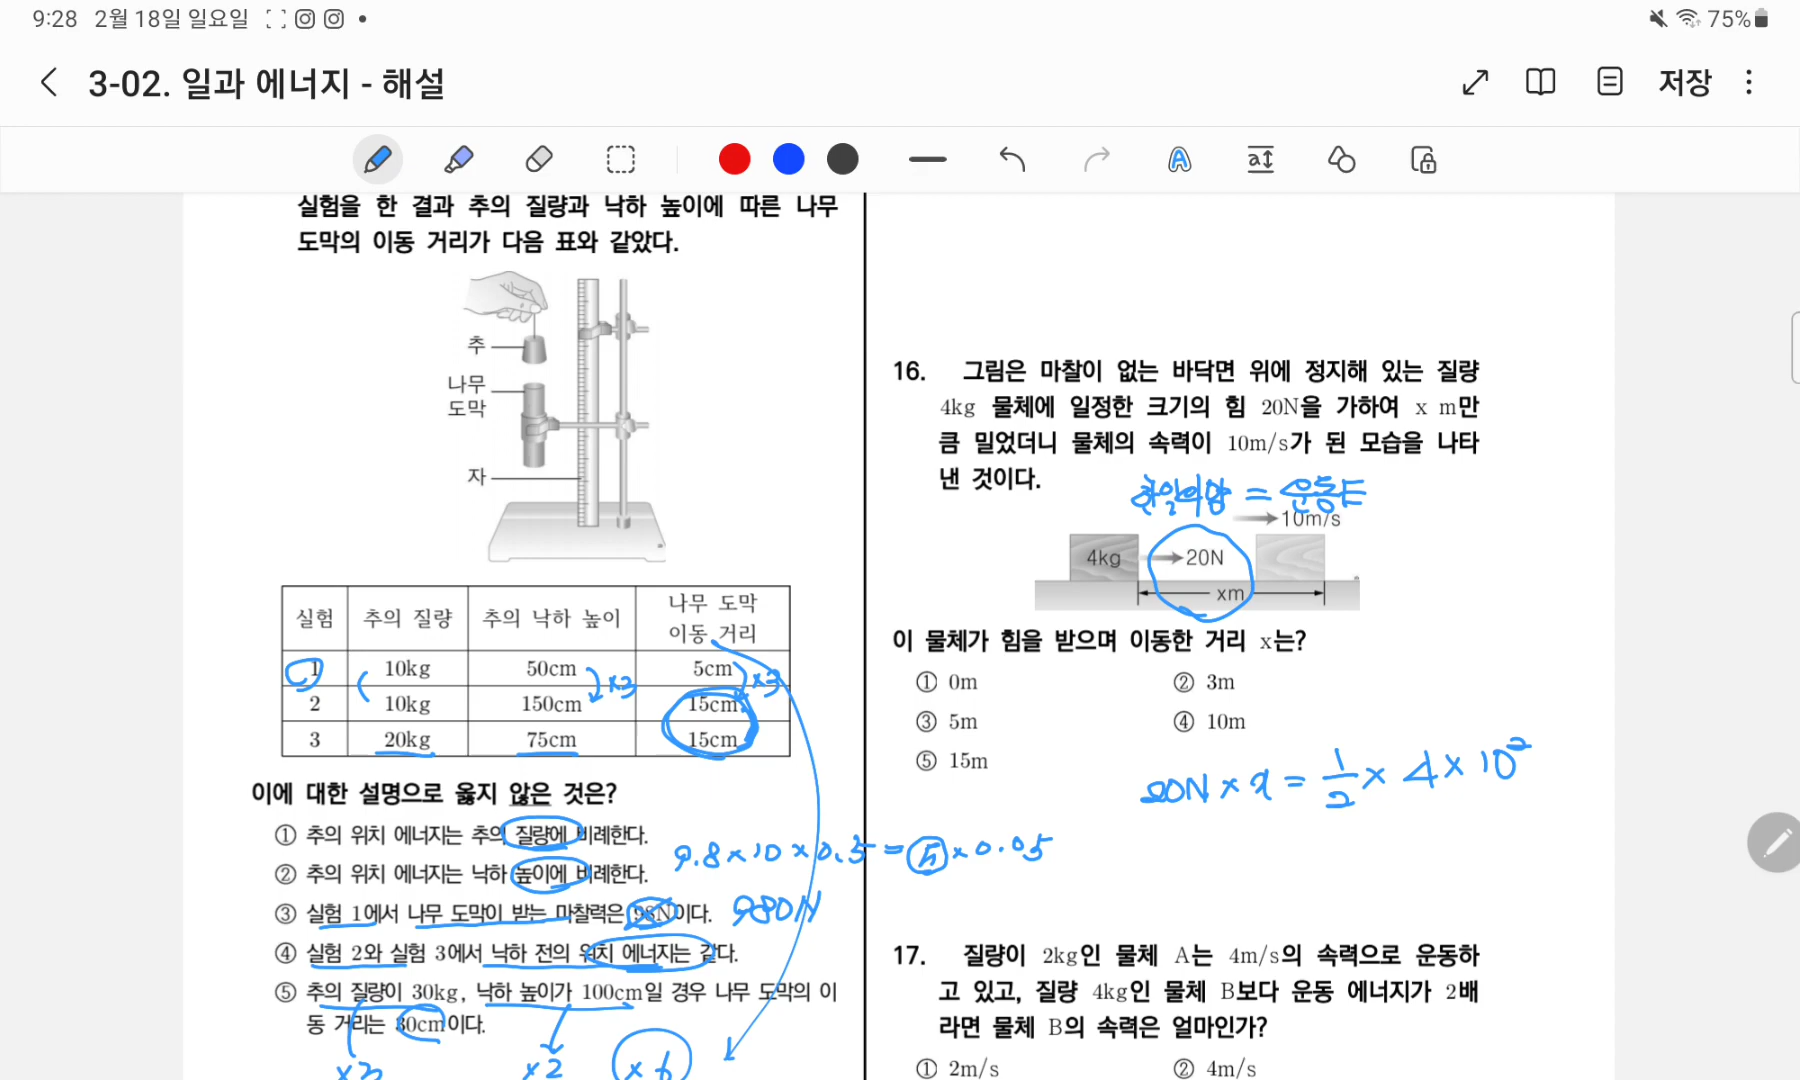 9:28 2월 18일 일요일
75%
3-02. 일과 에너지 - 해설
저장
실험을 한 결과 추의 질량과 낙하 높이에 따른 나무
도막의 이동 거리가 다음 표와 같았다.
추
나무
도막
자
실험 추의 질량 추의 낙하 높이 나무 도막 이동 거리
1 10kg 50cm 5cm
×3 ×3
2 10kg 150cm 15cm
3 20kg 75cm 15cm
이에 대한 설명으로 옳지 않은 것은?
① 추의 위치 에너지는 추의 질량에 비례한다.
② 추의 위치 에너지는 낙하 높이에 비례한다.
9.8×10×0.5=힘×0.05
③ 실험 1에서 나무 도막이 받는 마찰력은 98N이다.
980N
④ 실험 2와 실험 3에서 낙하 전의 위치 에너지는 같다.
⑤ 추의 질량이 30kg, 낙하 높이가 100cm일 경우 나무 도막의 이
동 거리는 30cm이다.
×3 ×2 ×6
16. 그림은 마찰이 없는 바닥면 위에 정지해 있는 질량
4kg 물체에 일정한 크기의 힘 20N을 가하여 x m만
큼 밀었더니 물체의 속력이 10m/s가 된 모습을 나타
낸 것이다.
한일의양 = 운동E
10m/s
4kg 20N
xm
이 물체가 힘을 받으며 이동한 거리 x는?
① 0m ② 3m
③ 5m ④ 10m
⑤ 15m
20N × x = 1/2 × 4 × 10²
17. 질량이 2kg인 물체 A는 4m/s의 속력으로 운동하
고 있고, 질량 4kg인 물체 B보다 운동 에너지가 2배
라면 물체 B의 속력은 얼마인가?
① 2m/s ② 4m/s